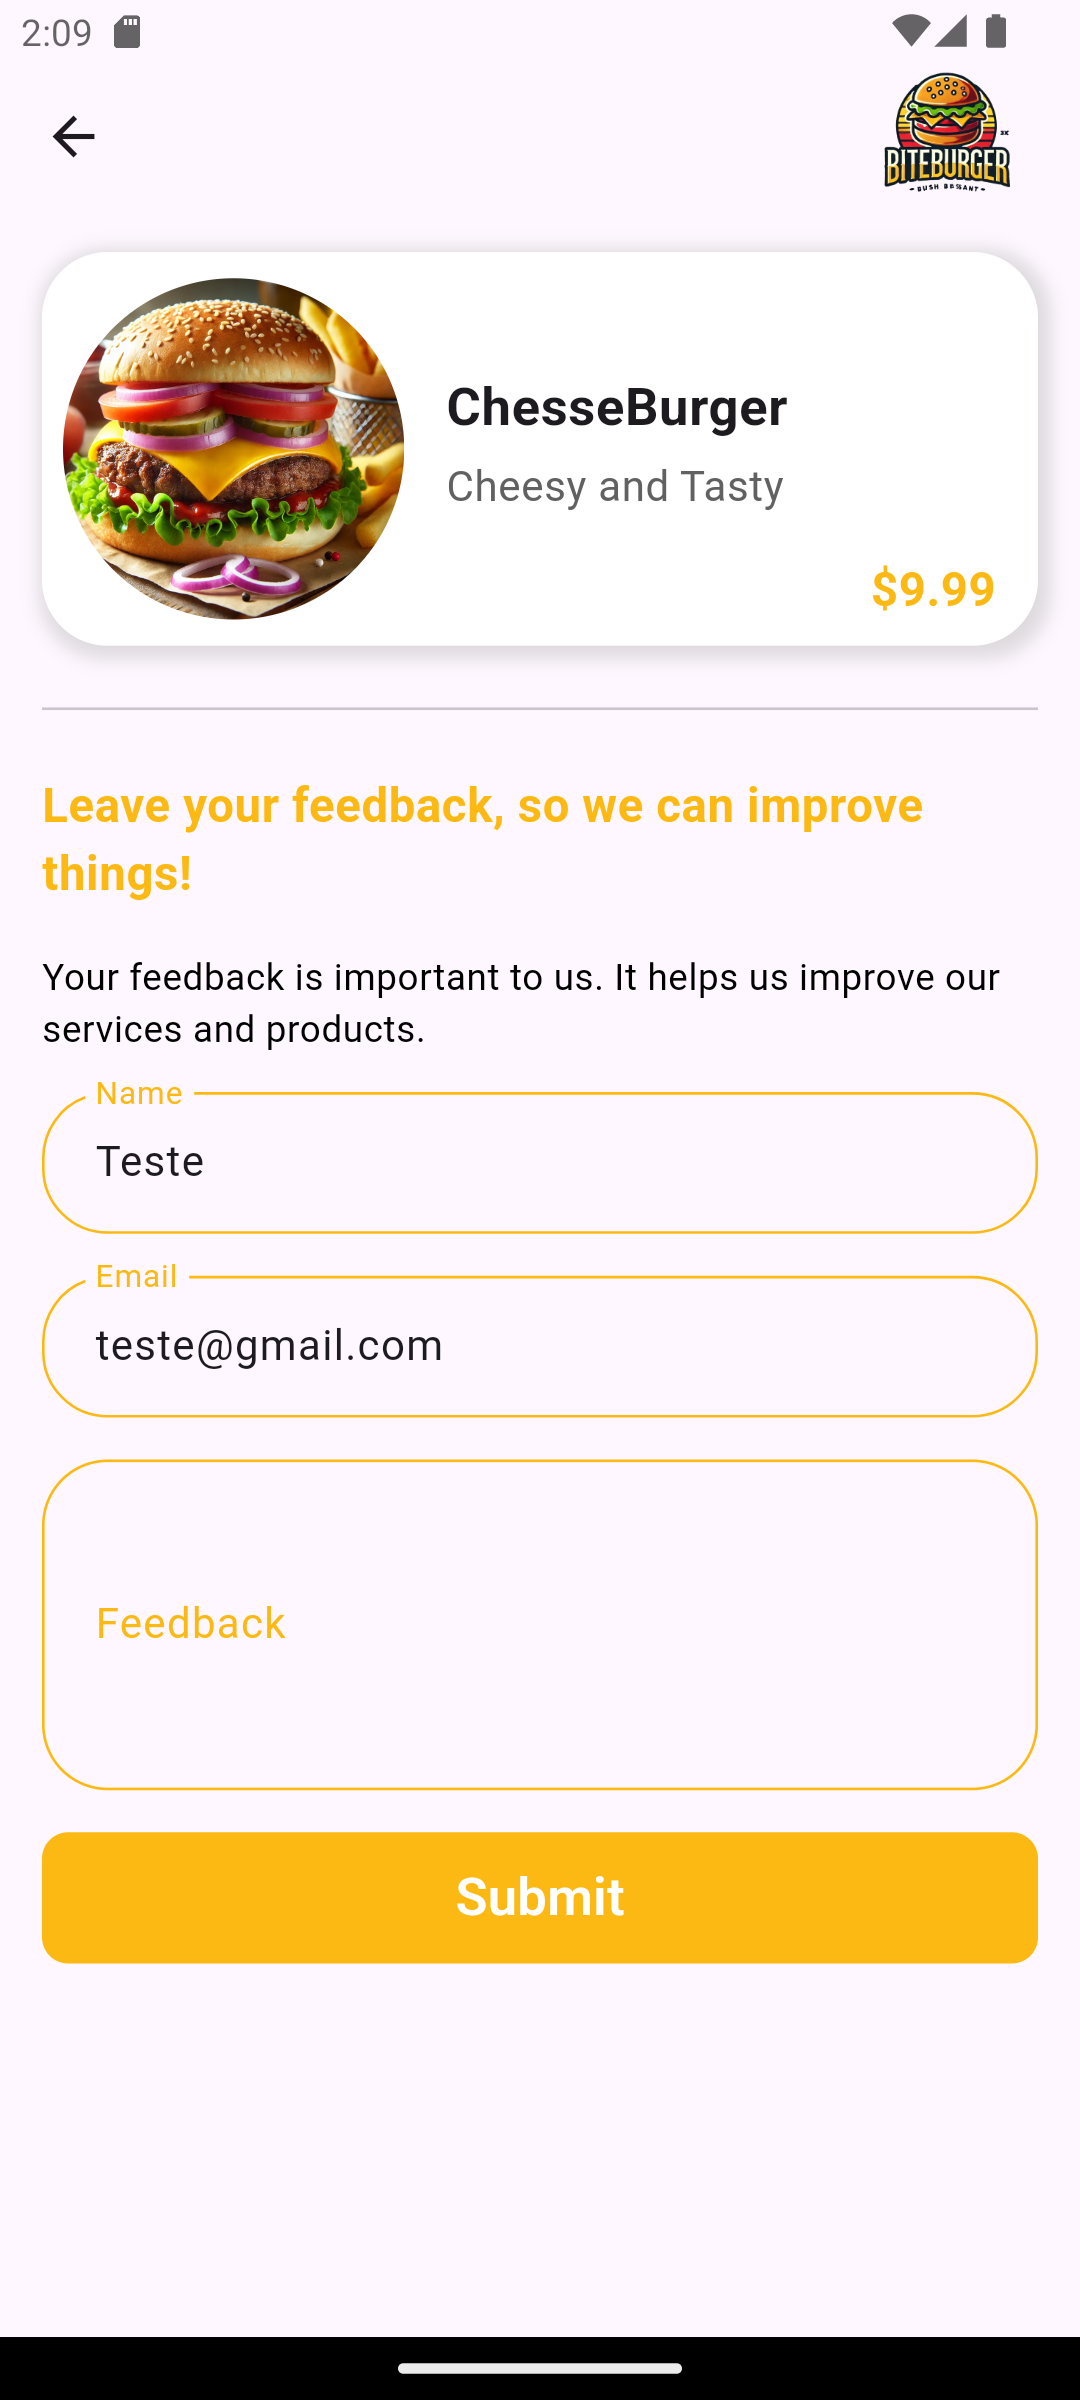 2:09
BITEBURGER
ChesseBurger
Cheesy and Tasty
$9.99
Leave your feedback, so we can improve
things!
Your feedback is important to us. It helps us improve our
services and products.
Name
Teste
Email
teste@gmail.com
Feedback
Submit